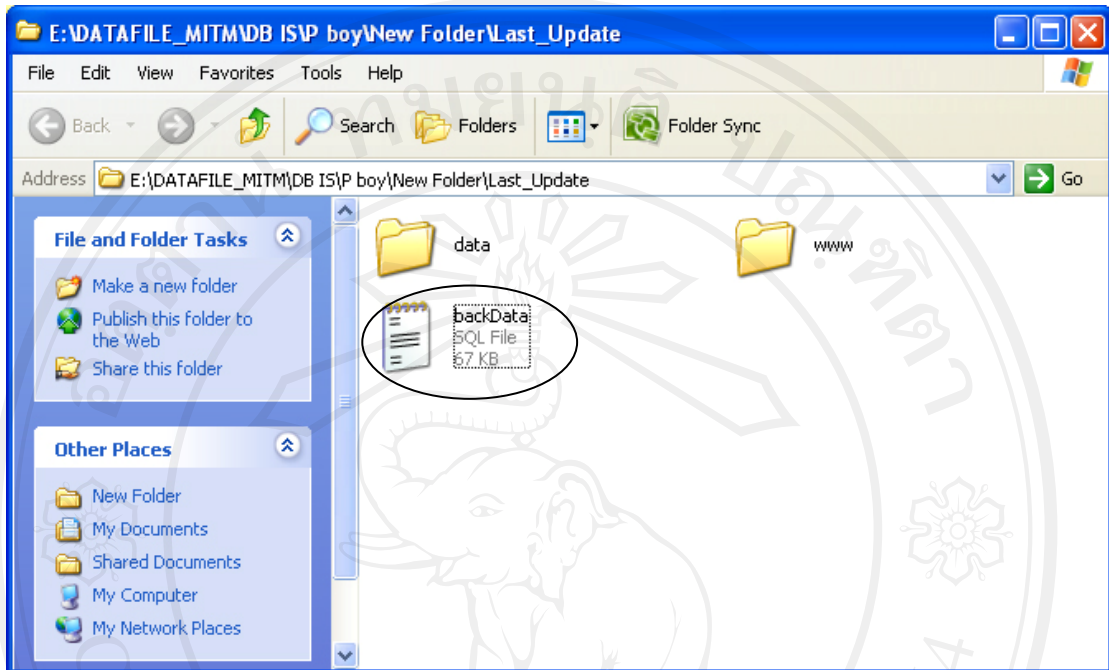 E:\DATAFILE_MITM\DB IS\P boy\New Folder\Last_Update
File Edit View Favorites Tools Help
Back Search Folders Folder Sync
Address E:\DATAFILE_MITM\DB IS\P boy\New Folder\Last_Update Go
File and Folder Tasks
Make a new folder
Publish this folder to
the Web
Share this folder
Other Places
New Folder
My Documents
Shared Documents
My Computer
My Network Places
data
www
backData
SQL File
67 KB